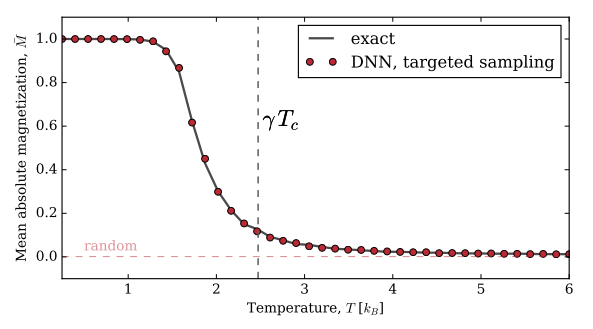 exact
DNN, targeted sampling
γT_c
random
1.0
0.8
0.6
0.4
0.2
0.0
Mean absolute magnetization, M̄
1 2 3 4 5 6
Temperature, T [k_B]